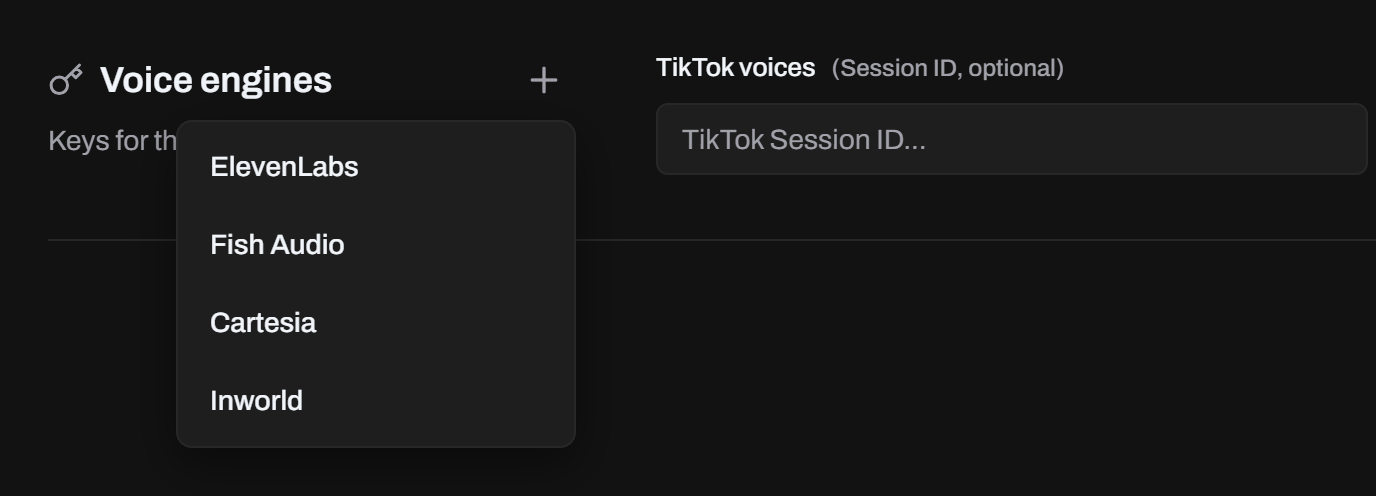 Voice engines
Keys for th
ElevenLabs
Fish Audio
Cartesia
Inworld
TikTok voices (Session ID, optional)
TikTok Session ID...